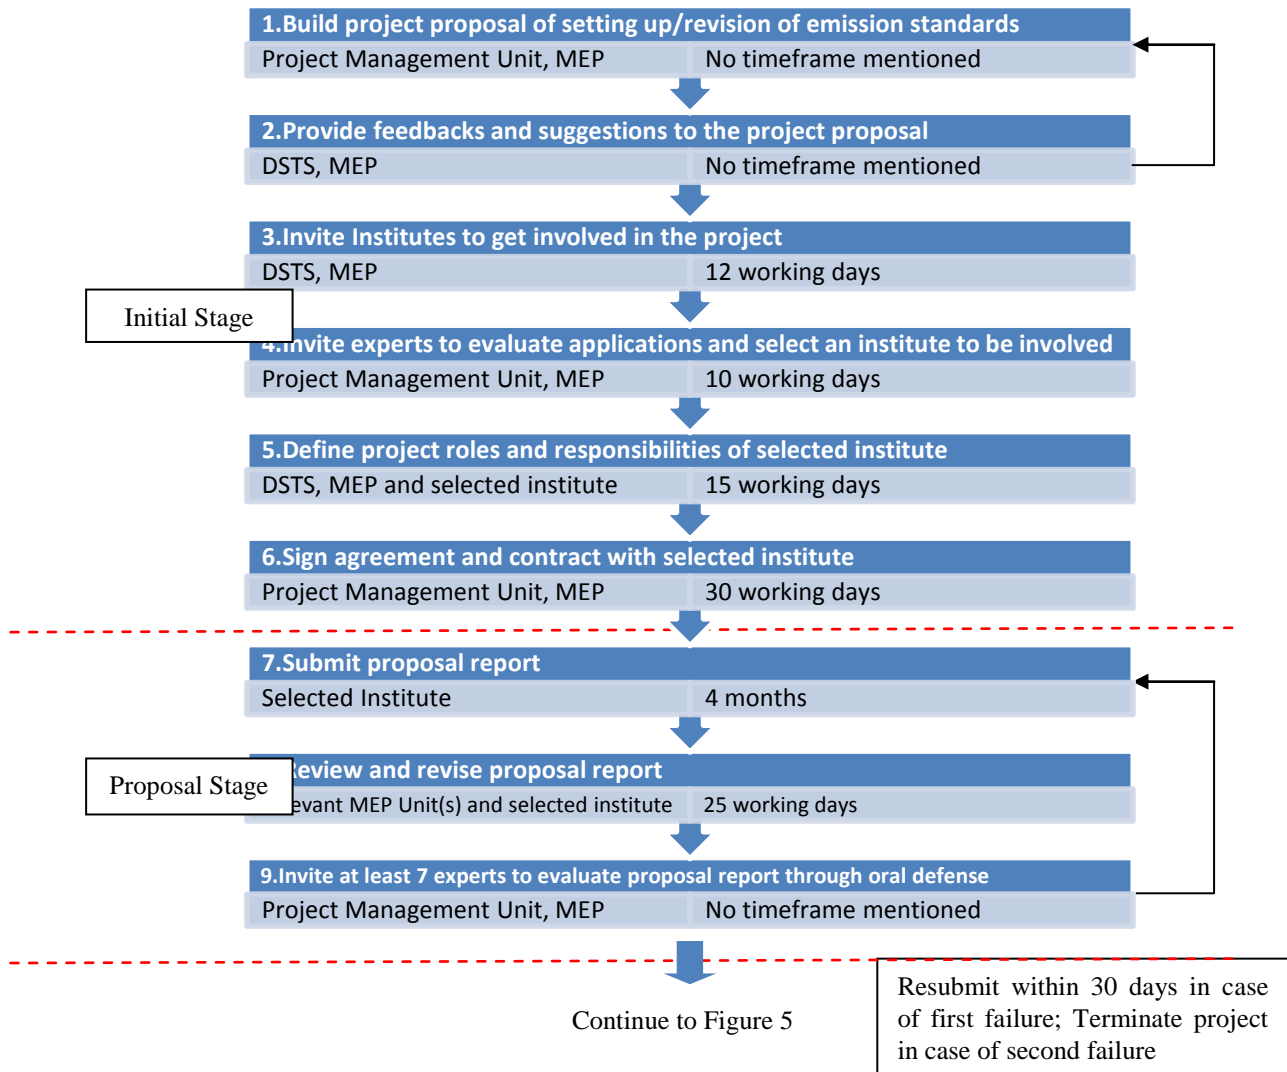 1.Build project proposal of setting up/revision of emission standards
Project Management Unit, MEP No timeframe mentioned
2.Provide feedbacks and suggestions to the project proposal
DSTS, MEP No timeframe mentioned
3.Invite Institutes to get involved in the project
DSTS, MEP 12 working days
Initial Stage
4.Invite experts to evaluate applications and select an institute to be involved
Project Management Unit, MEP 10 working days
5.Define project roles and responsibilities of selected institute
DSTS, MEP and selected institute 15 working days
6.Sign agreement and contract with selected institute
Project Management Unit, MEP 30 working days
7.Submit proposal report
Selected Institute 4 months
Proposal Stage
Review and revise proposal report
MEP Unit(s) and selected institute 25 working days
9.Invite at least 7 experts to evaluate proposal report through oral defense
Project Management Unit, MEP No timeframe mentioned
Continue to Figure 5
Resubmit within 30 days in case
of first failure; Terminate project
in case of second failure